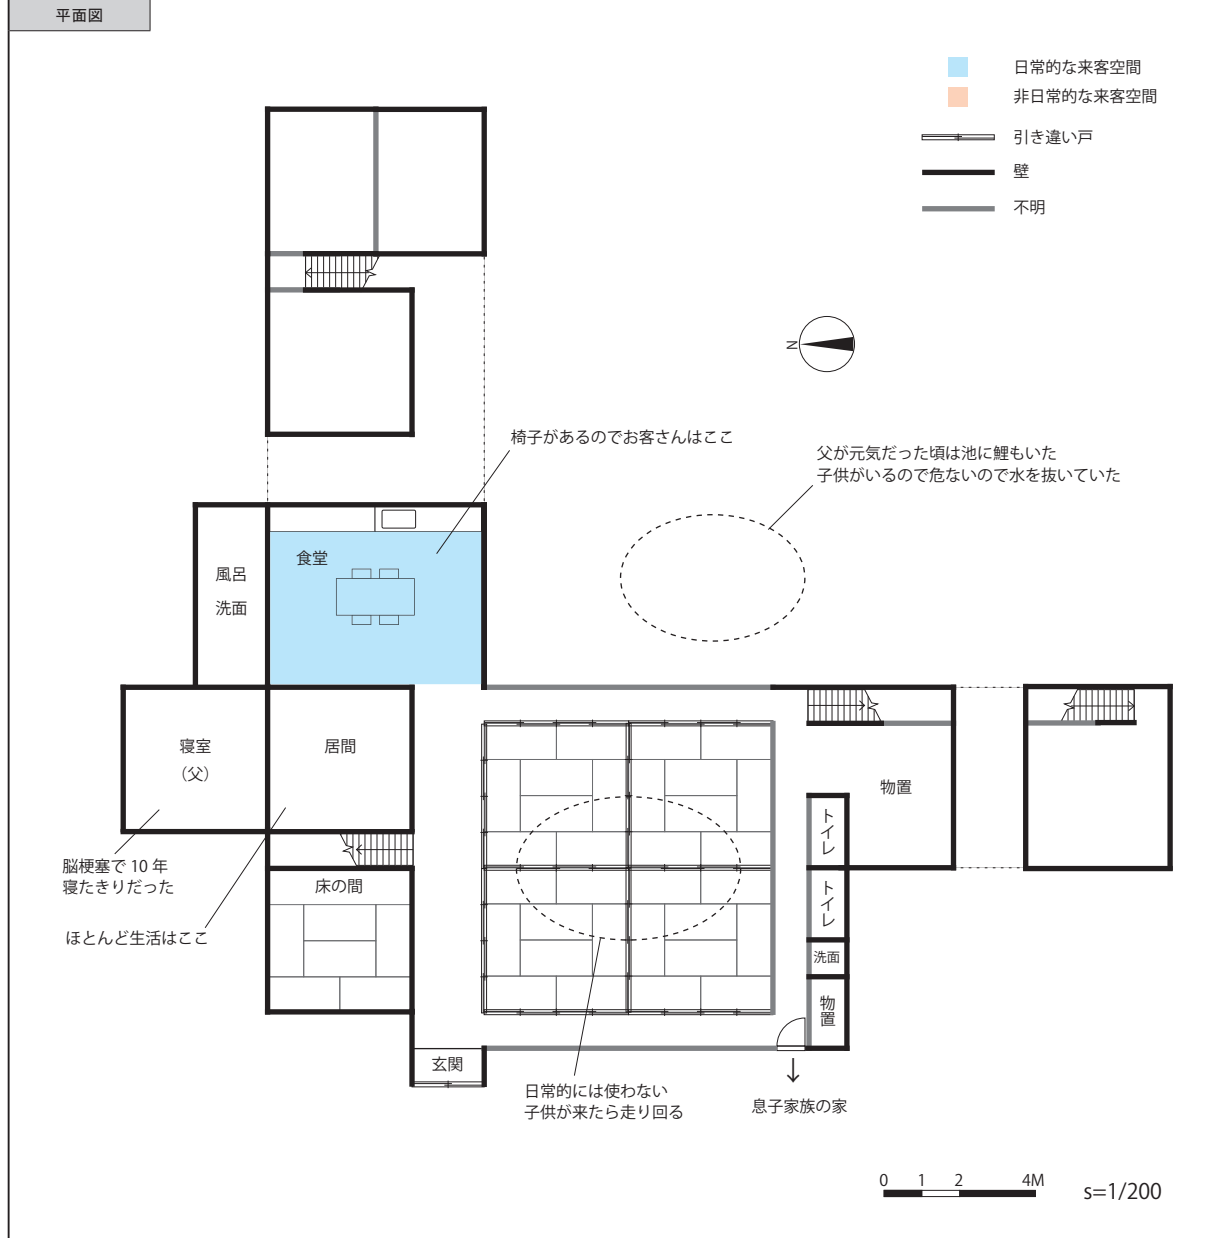 平面図
日常的な来客空間
非日常的な来客空間
引き違い戸
壁
不明
N
椅子があるのでお客さんはここ
父が元気だった頃は池に鯉もいた
子供がいるので危ないので水を抜いていた
食堂
風呂
洗面
寝室
（父）
居間
物置
トイレ
脳梗塞で 10 年
寝たきりだった
床の間
トイレ
ほとんど生活はここ
洗面
物置
玄関
日常的には使わない
子供が来たら走り回る
息子家族の家
0 1 2 4M
s=1/200